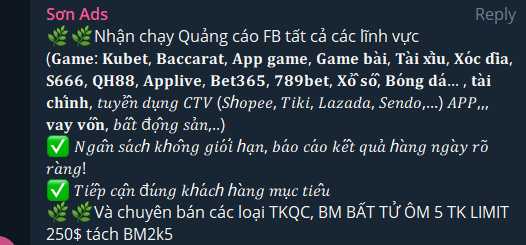 Sơn Ads Reply
🌿🌿Nhận chạy Quảng cáo FB tất cả các lĩnh vực
(𝐆𝐚𝐦𝐞: 𝐊𝐮𝐛𝐞𝐭, 𝐁𝐚𝐜𝐜𝐚𝐫𝐚𝐭, 𝐀𝐩𝐩 𝐠𝐚𝐦𝐞, 𝐆𝐚𝐦𝐞 𝐛𝐚̀𝐢, 𝐓𝐚̀𝐢 𝐱𝐢̉𝐮, 𝐗𝐨́𝐜 𝐝̃𝐢𝐚,
𝐒𝟔𝟔𝟔, 𝐐𝐇𝟖𝟖, 𝐀𝐩𝐩𝐥𝐢𝐯𝐞, 𝐁𝐞𝐭𝟑𝟔𝟓, 𝟕𝟖𝟗𝐛𝐞𝐭, 𝐗𝐨̂̉ 𝐬𝐨̂́, 𝐁𝐨́𝐧𝐠 𝐝𝐚́... , 𝐭𝐚̀𝐢
𝐜𝐡𝐢́𝐧𝐡, 𝑡𝑢𝑦𝑒̂̉𝑛 𝑑𝑢̣𝑛𝑔 𝐶𝑇𝑉 (𝑆ℎ𝑜𝑝𝑒𝑒, 𝑇𝑖𝑘𝑖, 𝐿𝑎𝑧𝑎𝑑𝑎, 𝑆𝑒𝑛𝑑𝑜,...) 𝐴𝑃𝑃,,,
𝐯𝐚𝐲 𝐯𝐨̂́𝐧, 𝑏𝑎̂́𝑡 đ𝑜̣̂𝑛𝑔 𝑠𝑎̉𝑛,..)
✅ 𝑁𝑔𝑎̂𝑛 𝑠𝑎́𝑐ℎ 𝑘ℎ𝑜̂𝑛𝑔 𝑔𝑖𝑜̛́𝑖 ℎ𝑎̣𝑛, 𝑏𝑎́𝑜 𝑐𝑎́𝑜 𝑘𝑒̂́𝑡 𝑞𝑢𝑎̉ ℎ𝑎̀𝑛𝑔 𝑛𝑔𝑎̀𝑦 𝑟𝑜̃
𝑟𝑎̀𝑛𝑔!
✅ 𝑇𝑖𝑒̂́𝑝 𝑐𝑎̣̂𝑛 đ𝑢́𝑛𝑔 𝑘ℎ𝑎́𝑐ℎ ℎ𝑎̀𝑛𝑔 𝑚𝑢̣𝑐 𝑡𝑖𝑒̂𝑢
🌿🌿Và chuyên bán các loại TKQC, BM BẤT TỬ ÔM 5 TK LIMIT
250$ tách BM2k5